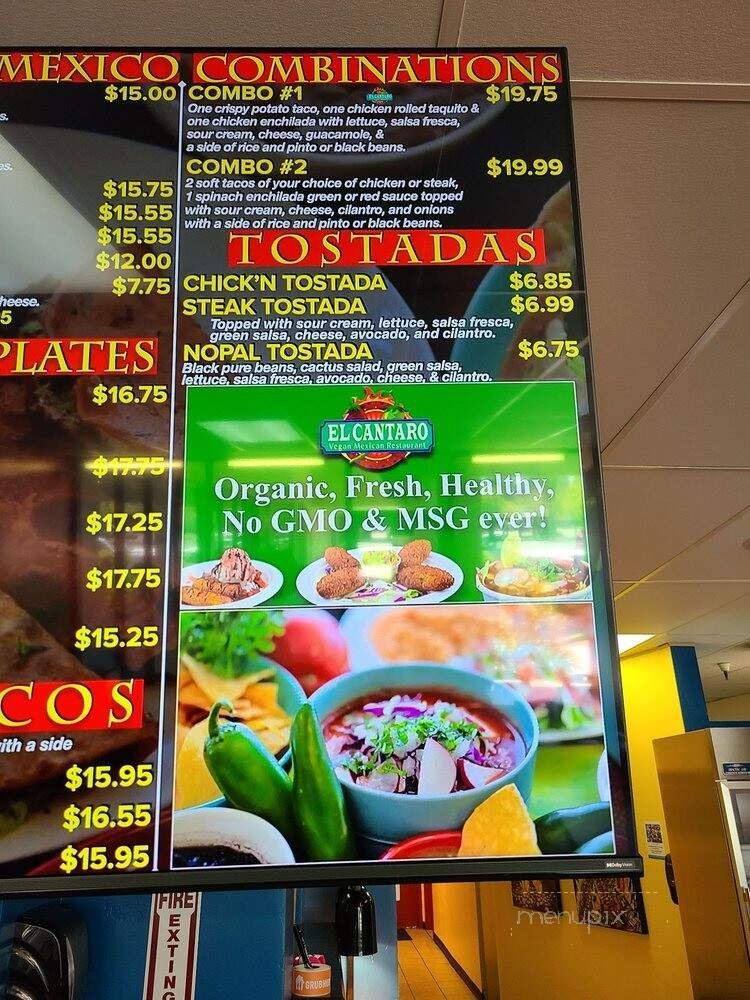 MEXICO
$15.00
s.
es.
$15.75
$15.55
$15.55
$12.00
$7.75
heese.
5
PLATES
$16.75
$17.75
$17.25
$17.75
$15.25
COS
ith a side
$15.95
$16.55
$15.95
COMBINATIONS
COMBO #1 $19.75
One crispy potato taco, one chicken rolled taquito &
one chicken enchilada with lettuce, salsa fresca,
sour cream, cheese, guacamole, &
a side of rice and pinto or black beans.
COMBO #2 $19.99
2 soft tacos of your choice of chicken or steak,
1 spinach enchilada green or red sauce topped
with sour cream, cheese, cilantro, and onions
with a side of rice and pinto or black beans.
TOSTADAS
CHICK'N TOSTADA $6.85
STEAK TOSTADA $6.99
Topped with sour cream, lettuce, salsa fresca,
green salsa, cheese, avocado, and cilantro.
NOPAL TOSTADA $6.75
Black pure beans, cactus salad, green salsa,
lettuce, salsa fresca, avocado, cheese, & cilantro.
EL CANTARO
Vegan Mexican Restaurant
Organic, Fresh, Healthy,
No GMO & MSG ever!
Dolby Vision
FIRE
EXTING
GRUBHUB
menupix